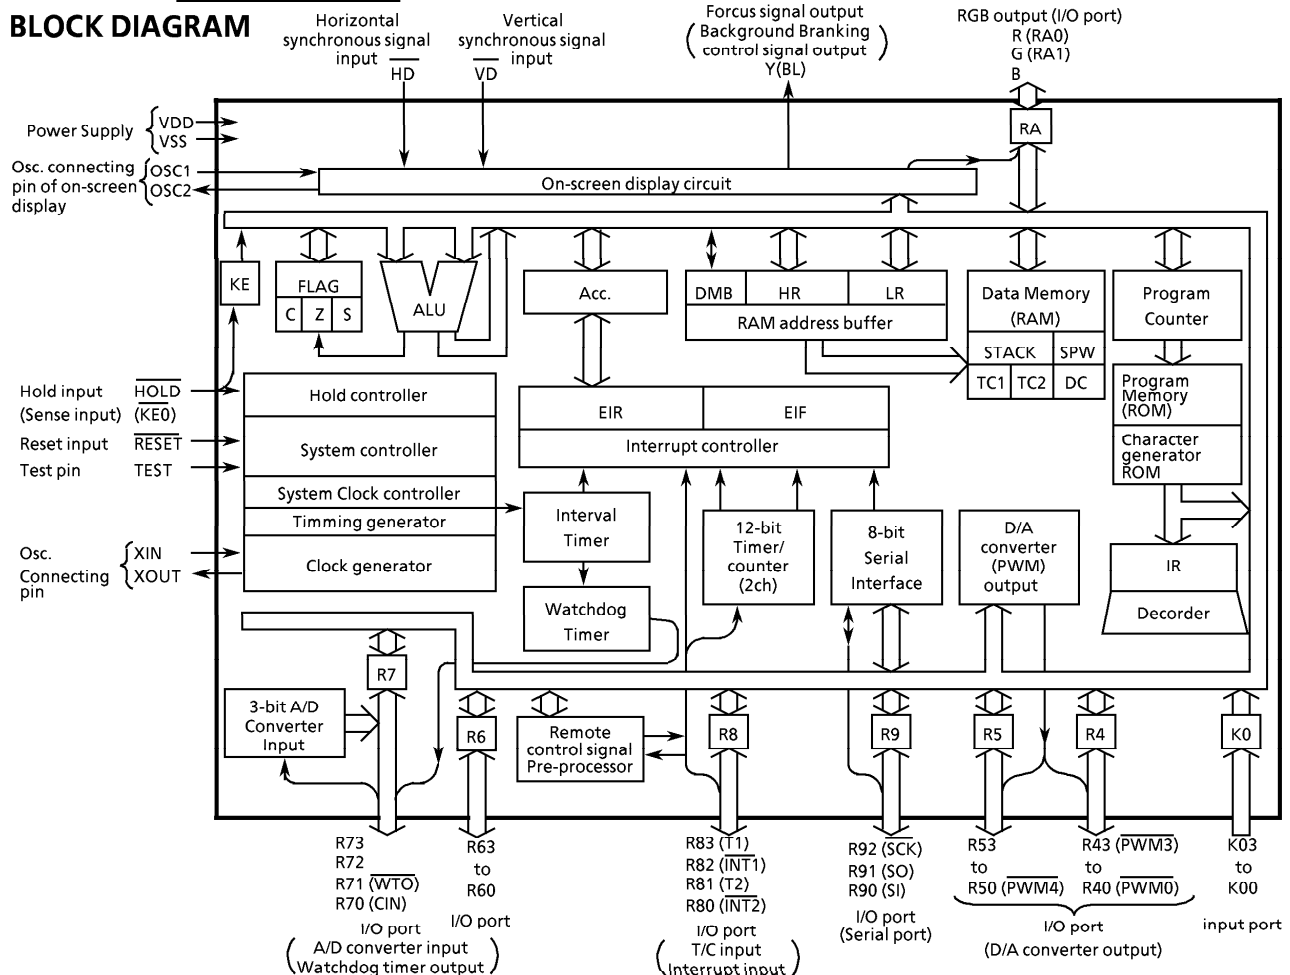 BLOCK DIAGRAM
Horizontal
synchronous signal
input
HD
Vertical
synchronous signal
input
VD
Forcus signal output
(Background Branking
control signal output)
Y(BL)
RGB output (I/O port)
R (RA0)
G (RA1)
B
Power Supply
VDD
VSS
RA
Osc. connecting
pin of on-screen
display
OSC1
OSC2
On-screen display circuit
KE
FLAG
C Z S
ALU
Acc.
DMB HR LR
RAM address buffer
Data Memory
(RAM)
STACK SPW
TC1 TC2 DC
Program
Counter
Program
Memory
(ROM)
Character
generator
ROM
Hold input HOLD
(Sense input) (KE0)
Reset input RESET
Test pin TEST
Hold controller
System controller
System Clock controller
Timming generator
Clock generator
Osc.
Connecting
pin
XIN
XOUT
EIR EIF
Interrupt controller
Interval
Timer
Watchdog
Timer
12-bit
Timer/
counter
(2ch)
8-bit
Serial
Interface
D/A
converter
(PWM)
output
IR
Decorder
R7
3-bit A/D
Converter
Input
R6
Remote
control signal
Pre-processor
R8
R9
R5
R4
K0
R73
R72
R71 (WTO)
R70 (CIN)
I/O port
(A/D converter input
Watchdog timer output)
R63
to
R60
I/O port
R83 (T1)
R82 (INT1)
R81 (T2)
R80 (INT2)
I/O port
(T/C input
Interrupt input)
R92 (SCK)
R91 (SO)
R90 (SI)
I/O port
(Serial port)
R53
to
R50 (PWM4)
R43 (PWM3)
to
R40 (PWM0)
I/O port
(D/A converter output)
K03
to
K00
input port